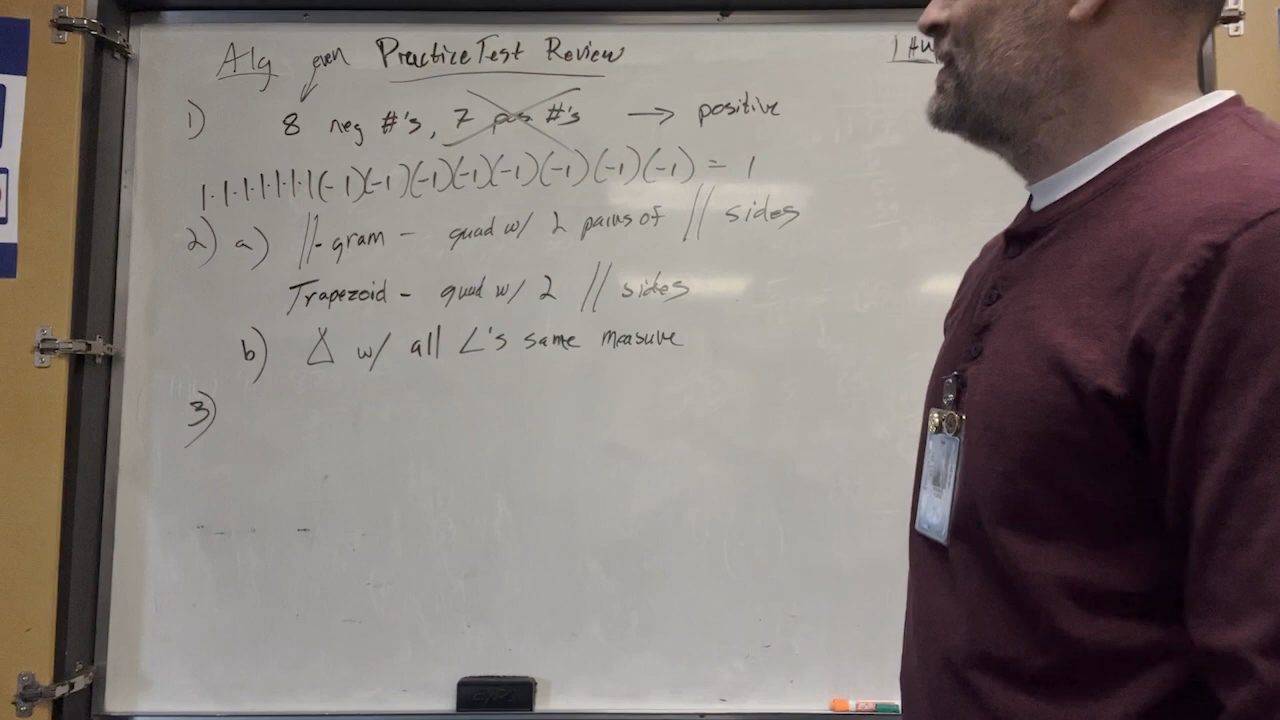 Alg even Practice Test Review
1 HW
1) 8 neg #'s, 7 pos #'s → positive
1·1·1·1·1·1·1(-1)(-1)(-1)(-1)(-1)(-1)(-1)(-1) = 1
2) a) //-gram - quad w/ 2 pairs of // sides
Trapezoid - quad w/ 2 // sides
b) △ w/ all ∠'s same measure
3)